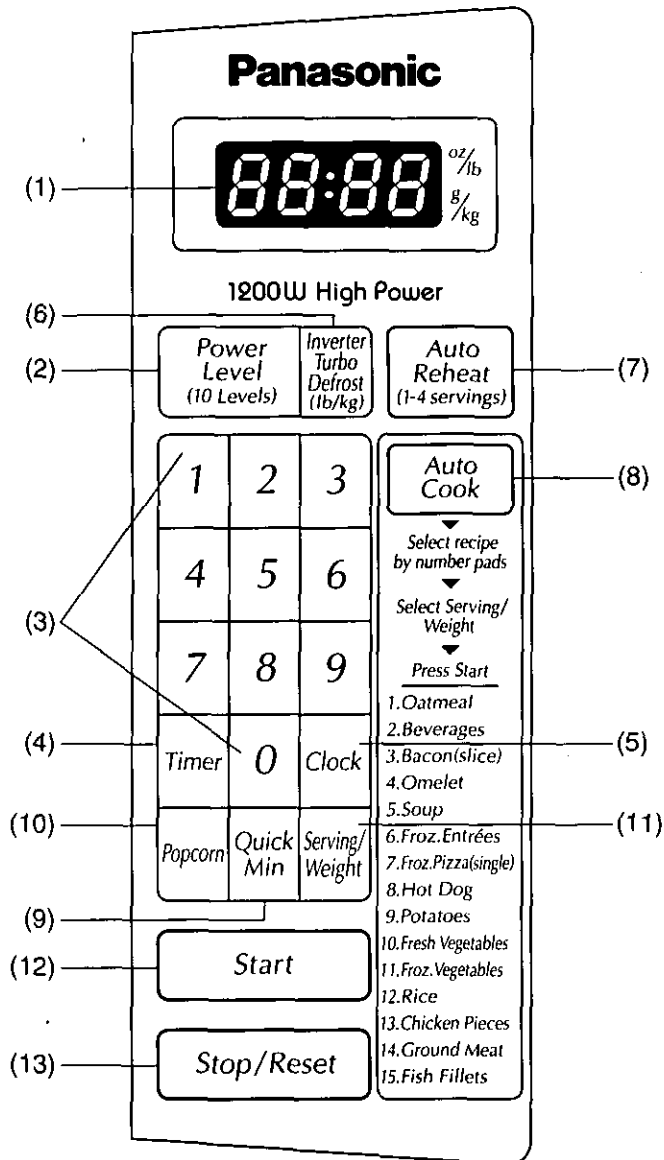 Panasonic
88:88
oz/lb
g/kg
(1)
1200W High Power
(6)
(2)
Power
Level
(10 Levels)
Inverter
Turbo
Defrost
(lb/kg)
Auto
Reheat
(1-4 servings)
(7)
1 2 3
4 5 6
7 8 9
(3)
(4)
Timer 0 Clock
(5)
(10)
Popcorn
Quick
Min
Serving/
Weight
(11)
(9)
(12)
Start
(13)
Stop/Reset
Auto
Cook
(8)
Select recipe
by number pads
Select Serving/
Weight
Press Start
1.Oatmeal
2.Beverages
3.Bacon(slice)
4.Omelet
5.Soup
6.Froz.Entrées
7.Froz.Pizza(single)
8.Hot Dog
9.Potatoes
10.Fresh Vegetables
11.Froz.Vegetables
12.Rice
13.Chicken Pieces
14.Ground Meat
15.Fish Fillets